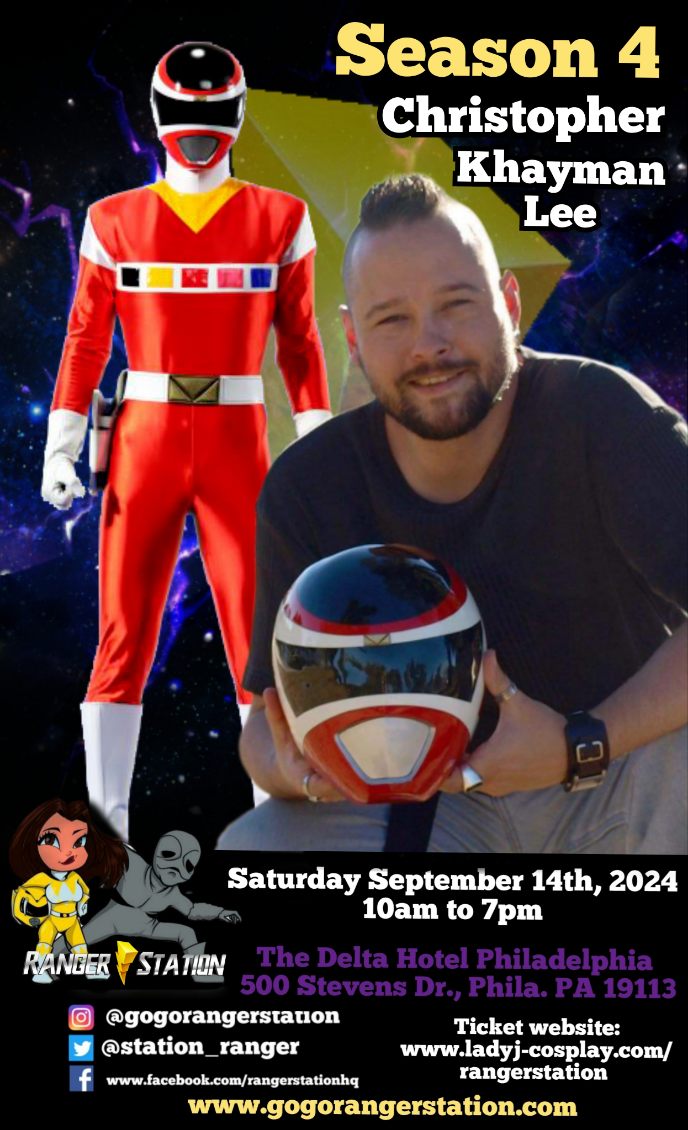 Season 4
Christopher
Khayman
Lee
Saturday September 14th, 2024
10am to 7pm
The Delta Hotel Philadelphia
500 Stevens Dr., Phila. PA 19113
RANGER STATION
@gogorangerstation
@station_ranger
www.facebook.com/rangerstationhq
Ticket website:
www.ladyj-cosplay.com/
rangerstation
www.gogorangerstation.com